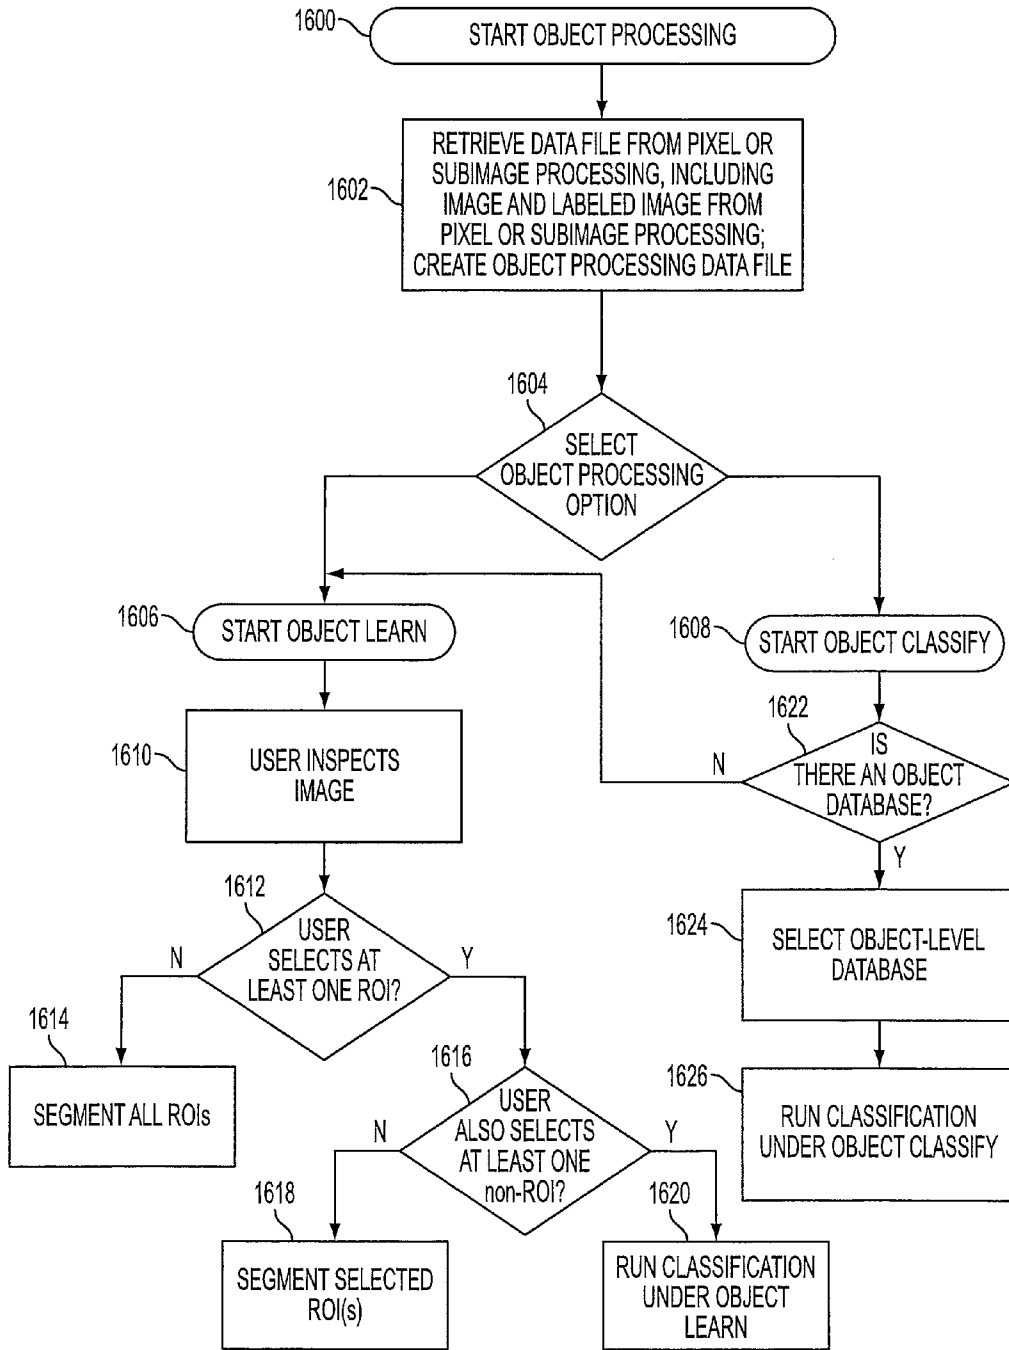 1600
START OBJECT PROCESSING
RETRIEVE DATA FILE FROM PIXEL OR
SUBIMAGE PROCESSING, INCLUDING
IMAGE AND LABELED IMAGE FROM
PIXEL OR SUBIMAGE PROCESSING;
CREATE OBJECT PROCESSING DATA FILE
1602
1604
SELECT
OBJECT PROCESSING
OPTION
1606
START OBJECT LEARN
1608
START OBJECT CLASSIFY
1610
USER INSPECTS
IMAGE
1622
IS
THERE AN OBJECT
DATABASE?
N
Y
1612
USER
SELECTS AT
LEAST ONE ROI?
N
Y
1624
SELECT OBJECT-LEVEL
DATABASE
1614
SEGMENT ALL ROIs
1616
USER
ALSO SELECTS
AT LEAST ONE
non-ROI?
N
Y
1626
RUN CLASSIFICATION
UNDER OBJECT CLASSIFY
1618
SEGMENT SELECTED
ROI(s)
1620
RUN CLASSIFICATION
UNDER OBJECT
LEARN